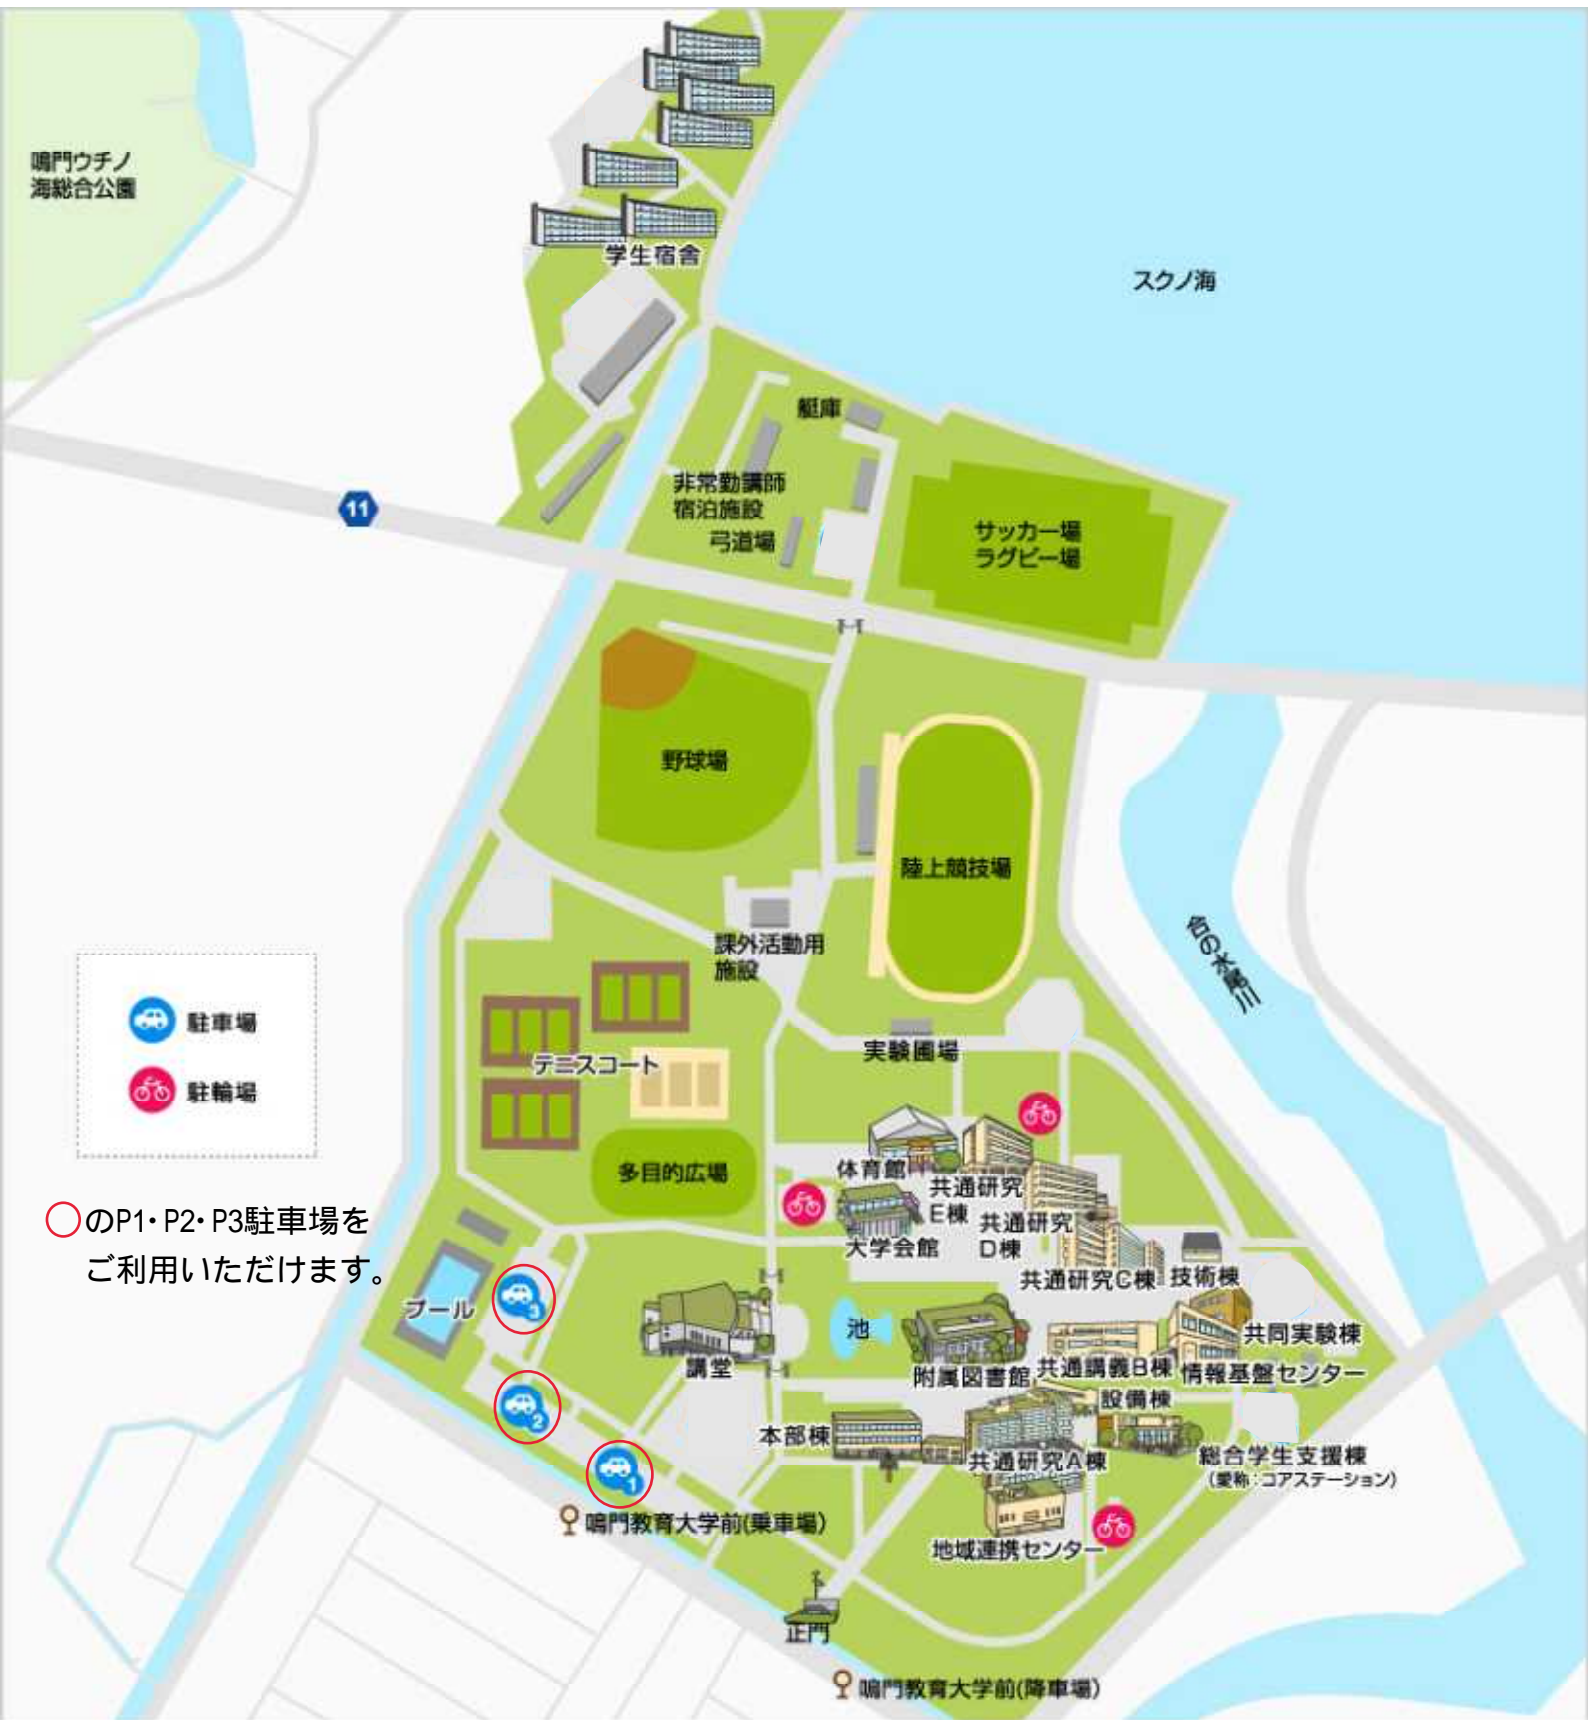 鳴門ウチノ
海総合公園
学生宿舎
スクノ海
艇庫
非常勤講師
宿泊施設
弓道場
11
サッカー場
ラグビー場
野球場
陸上競技場
課外活動用
施設
合の水尾川
駐車場
駐輪場
テニスコート
実験圃場
多目的広場
体育館
共通研究
E棟
共通研究
D棟
大学会館
共通研究C棟
技術棟
○のP1・P2・P3駐車場を
ご利用いただけます。
プール
3
講堂
池
附属図書館
共通講義B棟
共同実験棟
情報基盤センター
設備棟
2
本部棟
共通研究A棟
総合学生支援棟
(愛称:コアステーション)
1
鳴門教育大学前(乗車場)
地域連携センター
正門
鳴門教育大学前(降車場)